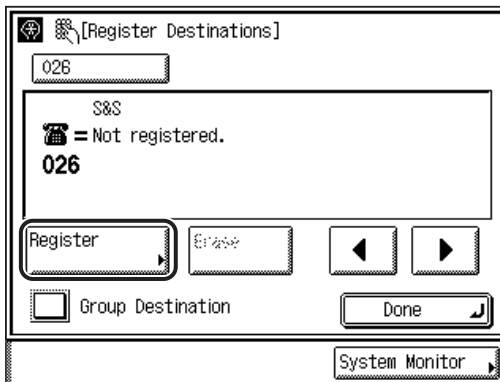 [Register Destinations]
026
S&S
= Not registered.
026
Register
Erase
Group Destination
Done
System Monitor